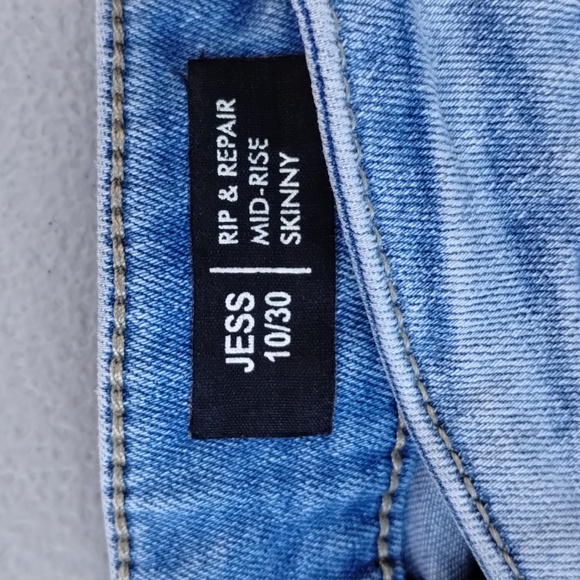 JESS
10/30
RIP & REPAIR
MID-RISE
SKINNY